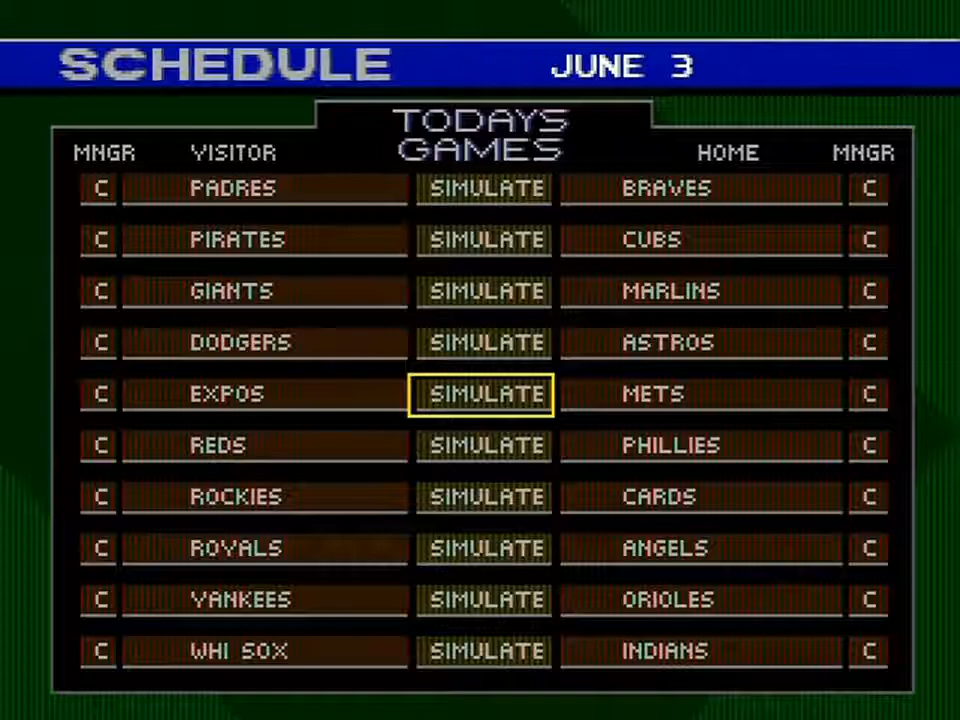 SCHEDULE JUNE 3
TODAYS
GAMES
MNGR VISITOR HOME MNGR
C PADRES SIMULATE BRAVES C
C PIRATES SIMULATE CUBS C
C GIANTS SIMULATE MARLINS C
C DODGERS SIMULATE ASTROS C
C EXPOS SIMULATE METS C
C REDS SIMULATE PHILLIES C
C ROCKIES SIMULATE CARDS C
C ROYALS SIMULATE ANGELS C
C YANKEES SIMULATE ORIOLES C
C WHI SOX SIMULATE INDIANS C